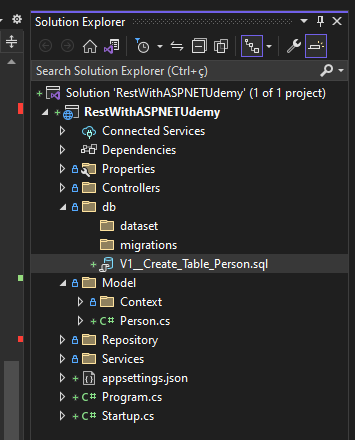 Solution Explorer
Search Solution Explorer (Ctrl+ç)
Solution 'RestWithASPNETUdemy' (1 of 1 project)
RestWithASPNETUdemy
Connected Services
Dependencies
Properties
Controllers
db
dataset
migrations
V1__Create_Table_Person.sql
Model
Context
C# Person.cs
Repository
Services
appsettings.json
C# Program.cs
C# Startup.cs